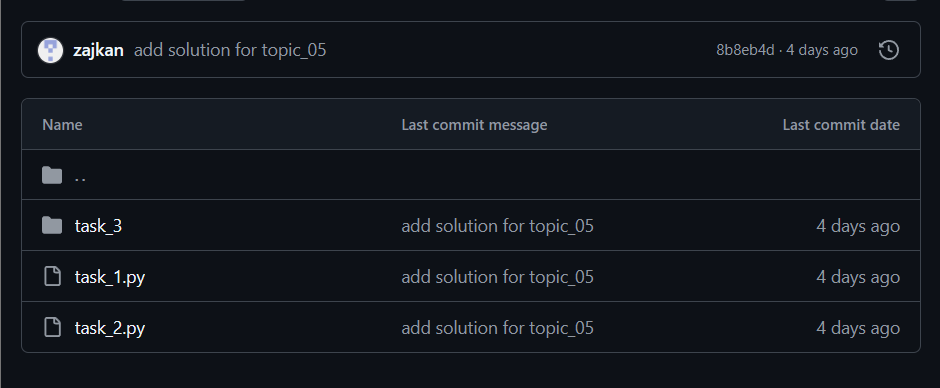 zajkan add solution for topic_05 8b8eb4d · 4 days ago
Name Last commit message Last commit date
..
task_3 add solution for topic_05 4 days ago
task_1.py add solution for topic_05 4 days ago
task_2.py add solution for topic_05 4 days ago